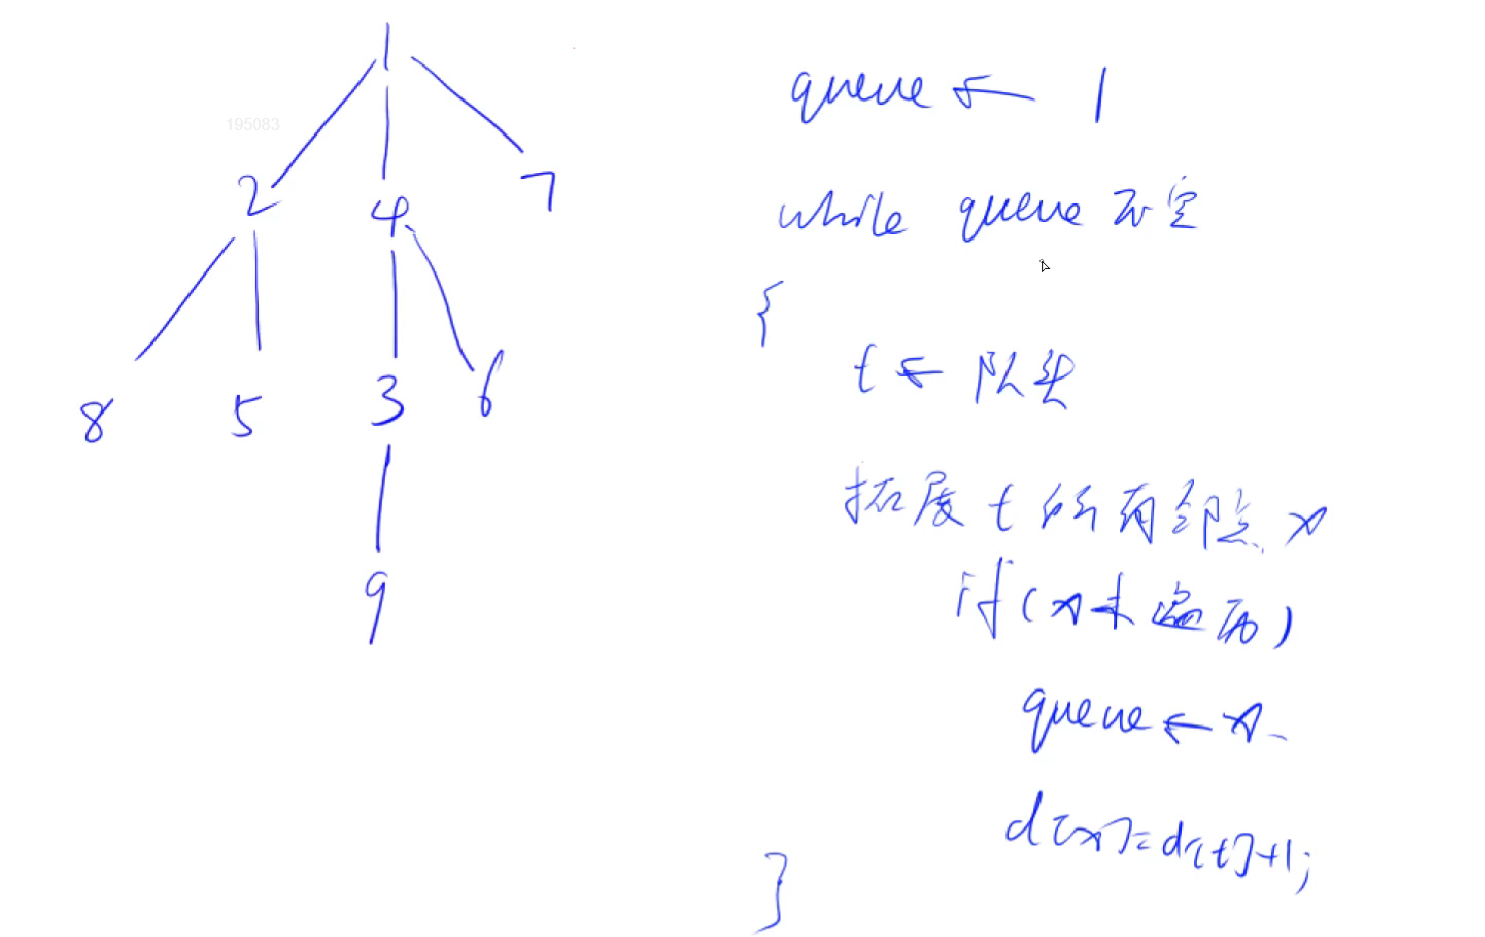 1
195083
2 4 7
8 5 3 6
9
queue ← 1
while queue 不空
{
t ← 队头
拓展 t 所有邻点 x
if (x未遍历)
queue ← x
d[x]=d[t]+1;
}